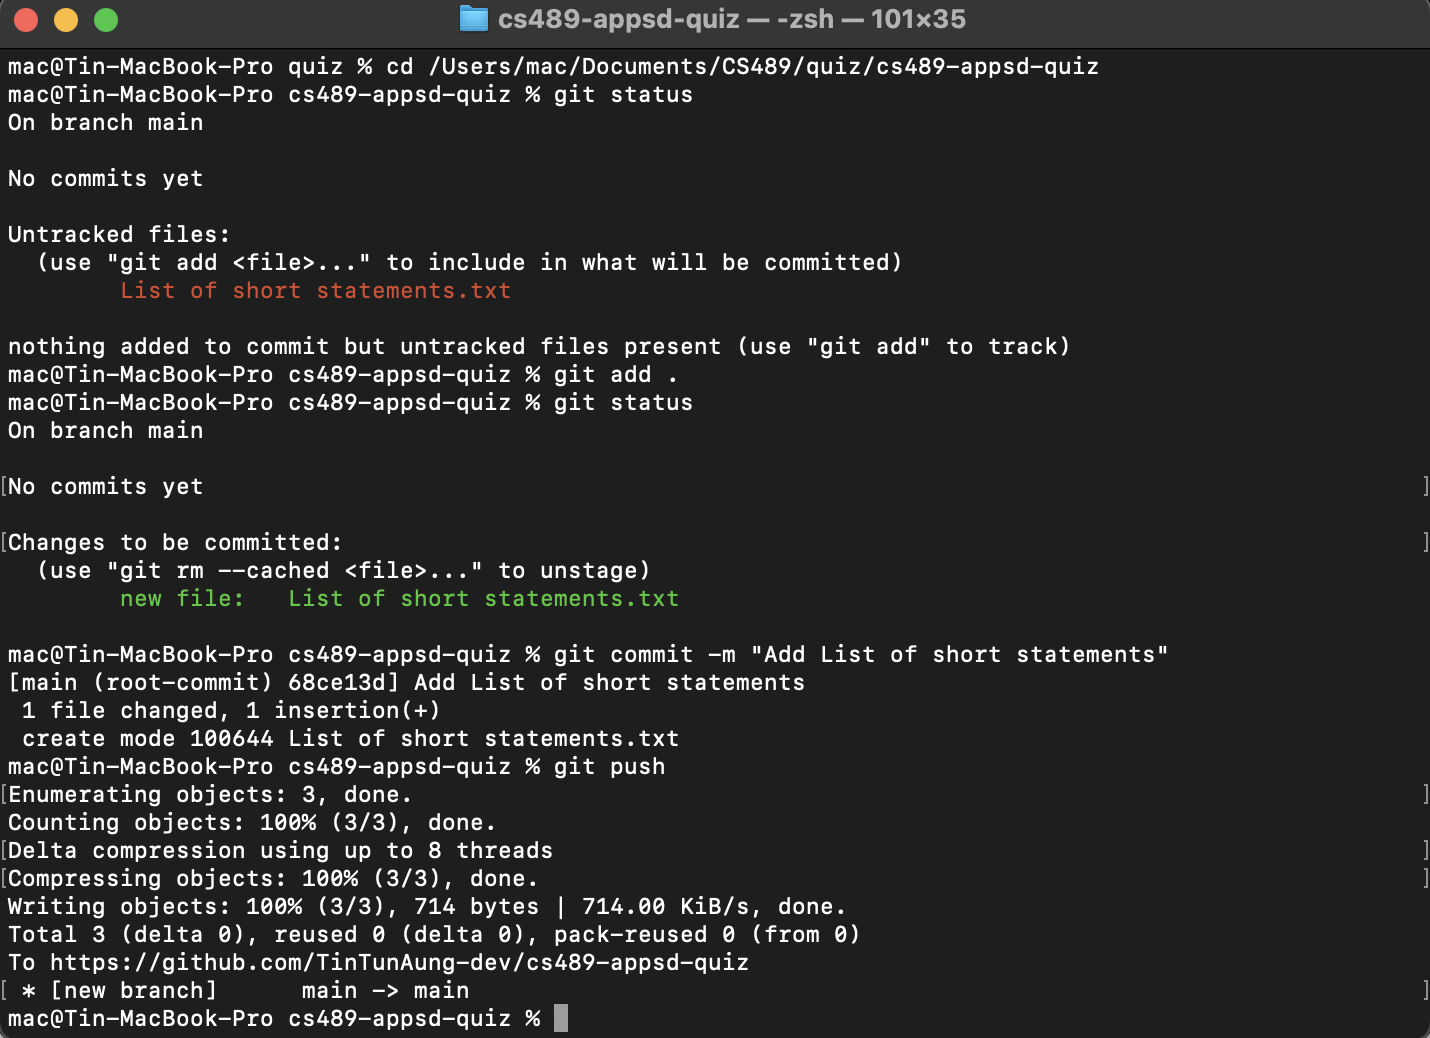 cs489-appsd-quiz — -zsh — 101×35
mac@Tin-MacBook-Pro quiz % cd /Users/mac/Documents/CS489/quiz/cs489-appsd-quiz
mac@Tin-MacBook-Pro cs489-appsd-quiz % git status
On branch main

No commits yet

Untracked files:
  (use "git add <file>..." to include in what will be committed)
        List of short statements.txt

nothing added to commit but untracked files present (use "git add" to track)
mac@Tin-MacBook-Pro cs489-appsd-quiz % git add .
mac@Tin-MacBook-Pro cs489-appsd-quiz % git status
On branch main

[No commits yet ]

[Changes to be committed: ]
  (use "git rm --cached <file>..." to unstage)
        new file:   List of short statements.txt

mac@Tin-MacBook-Pro cs489-appsd-quiz % git commit -m "Add List of short statements"
[main (root-commit) 68ce13d] Add List of short statements
 1 file changed, 1 insertion(+)
 create mode 100644 List of short statements.txt
mac@Tin-MacBook-Pro cs489-appsd-quiz % git push
[Enumerating objects: 3, done. ]
Counting objects: 100% (3/3), done.
[Delta compression using up to 8 threads ]
[Compressing objects: 100% (3/3), done. ]
Writing objects: 100% (3/3), 714 bytes | 714.00 KiB/s, done.
Total 3 (delta 0), reused 0 (delta 0), pack-reused 0 (from 0)
To https://github.com/TinTunAung-dev/cs489-appsd-quiz
[ * [new branch]      main -> main ]
mac@Tin-MacBook-Pro cs489-appsd-quiz %